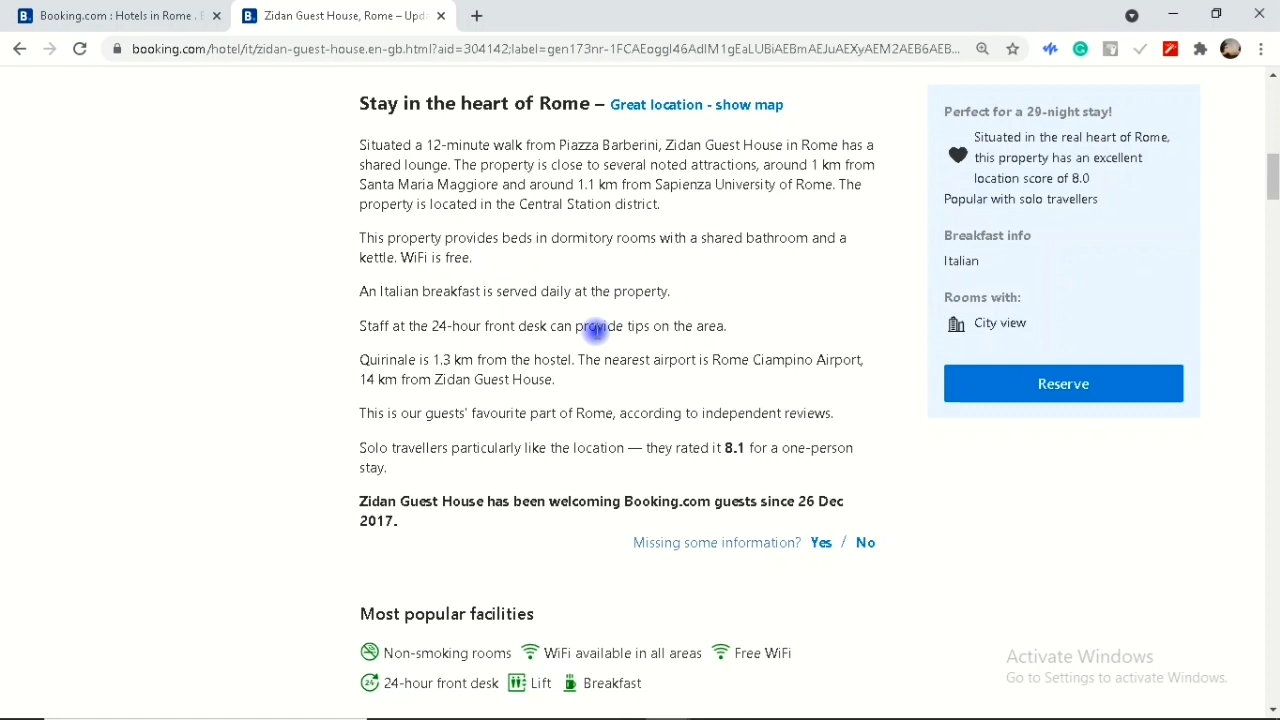 Booking.com : Hotels in Rome . E
Zidan Guest House, Rome – Upd
booking.com/hotel/it/zidan-guest-house.en-gb.html?aid=304142;label=gen173nr-1FCAEoggI46AdIM1gEaLUBiAEBmAEJuAEXyAEM2AEB6AEB...
Stay in the heart of Rome – Great location - show map
Situated a 12-minute walk from Piazza Barberini, Zidan Guest House in Rome has a
shared lounge. The property is close to several noted attractions, around 1 km from
Santa Maria Maggiore and around 1.1 km from Sapienza University of Rome. The
property is located in the Central Station district.
This property provides beds in dormitory rooms with a shared bathroom and a
kettle. WiFi is free.
An Italian breakfast is served daily at the property.
Staff at the 24-hour front desk can provide tips on the area.
Quirinale is 1.3 km from the hostel. The nearest airport is Rome Ciampino Airport,
14 km from Zidan Guest House.
This is our guests' favourite part of Rome, according to independent reviews.
Solo travellers particularly like the location — they rated it 8.1 for a one-person
stay.
Zidan Guest House has been welcoming Booking.com guests since 26 Dec
2017.
Missing some information? Yes / No
Most popular facilities
Non-smoking rooms WiFi available in all areas Free WiFi
24-hour front desk Lift Breakfast
Perfect for a 29-night stay!
Situated in the real heart of Rome,
this property has an excellent
location score of 8.0
Popular with solo travellers
Breakfast info
Italian
Rooms with:
City view
Reserve
Activate Windows
Go to Settings to activate Windows.